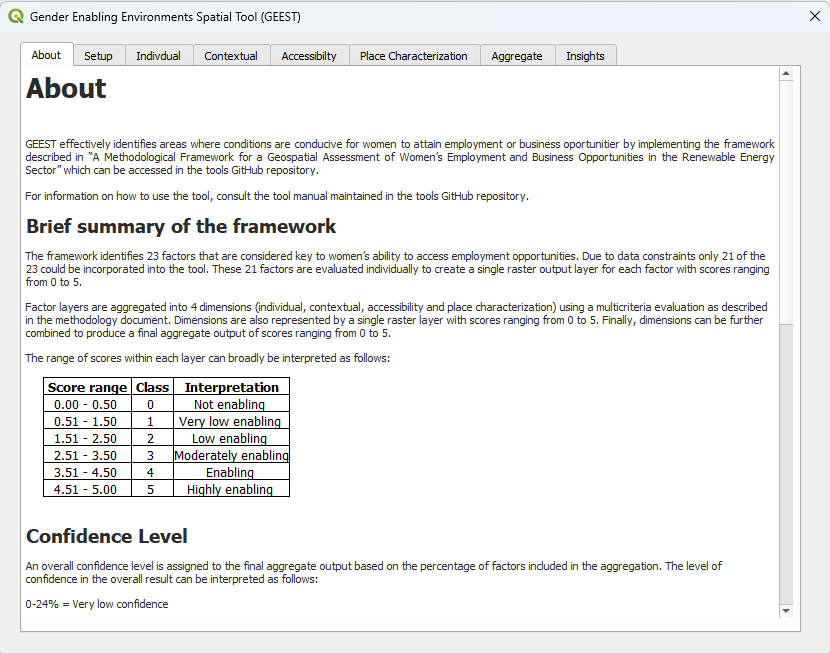 Gender Enabling Environments Spatial Tool (GEEST)
About Setup Indivdual Contextual Accessibilty Place Characterization Aggregate Insights
About
GEEST effectively identifies areas where conditions are conducive for women to attain employment or business oportunitier by implementing the framework
described in “A Methodological Framework for a Geospatial Assessment of Women’s Employment and Business Opportunities in the Renewable Energy
Sector” which can be accessed in the tools GitHub repository.
For information on how to use the tool, consult the tool manual maintained in the tools GitHub repository.
Brief summary of the framework
The framework identifies 23 factors that are considered key to women’s ability to access employment opportunities. Due to data constraints only 21 of the
23 could be incorporated into the tool. These 21 factors are evaluated individually to create a single raster output layer for each factor with scores ranging
from 0 to 5.
Factor layers are aggregated into 4 dimensions (individual, contextual, accessibility and place characterization) using a multicriteria evaluation as described
in the methodology document. Dimensions are also represented by a single raster layer with scores ranging from 0 to 5. Finally, dimensions can be further
combined to produce a final aggregate output of scores ranging from 0 to 5.
The range of scores within each layer can broadly be interpreted as follows:
Score range Class Interpretation
0.00 - 0.50 0 Not enabling
0.51 - 1.50 1 Very low enabling
1.51 - 2.50 2 Low enabling
2.51 - 3.50 3 Moderately enabling
3.51 - 4.50 4 Enabling
4.51 - 5.00 5 Highly enabling
Confidence Level
An overall confidence level is assigned to the final aggregate output based on the percentage of factors included in the aggregation. The level of
confidence in the overall result can be interpreted as follows:
0-24% = Very low confidence